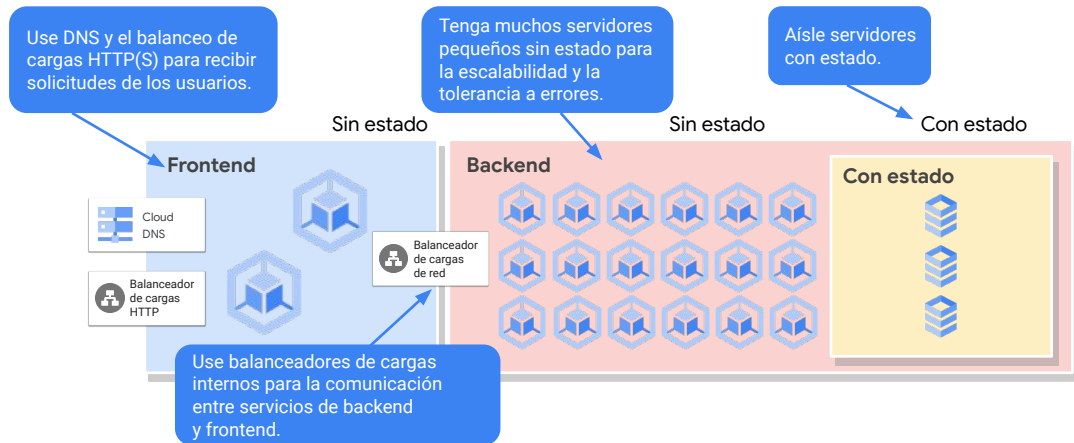 Use DNS y el balanceo de
cargas HTTP(S) para recibir
solicitudes de los usuarios.
Tenga muchos servidores
pequeños sin estado para
la escalabilidad y la
tolerancia a errores.
Aísle servidores
con estado.
Sin estado
Sin estado
Con estado
Frontend
Backend
Con estado
Cloud
DNS
Balanceador
de cargas
HTTP
Balanceador
de cargas
de red
Use balanceadores de cargas
internos para la comunicación
entre servicios de backend
y frontend.